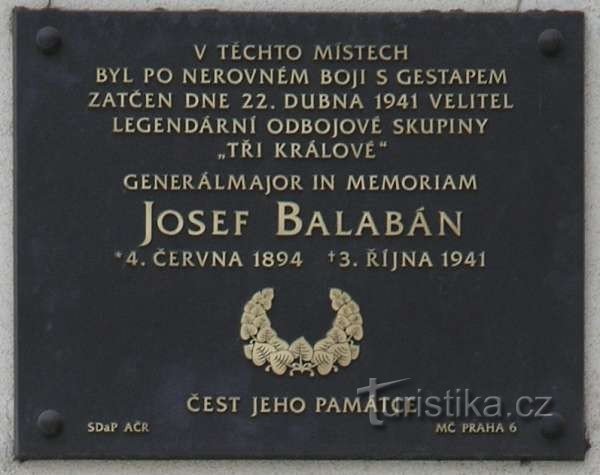 V TĚCHTO MÍSTECH
BYL PO NEROVNÉM BOJI S GESTAPEM
ZATČEN DNE 22. DUBNA 1941 VELITEL
LEGENDÁRNÍ ODBOJOVÉ SKUPINY
„TŘI KRÁLOVÉ“
GENERÁLMAJOR IN MEMORIAM
JOSEF BALABÁN
*4. ČERVNA 1894 †3. ŘÍJNA 1941
ČEST JEHO PAMÁTCE
turistika.cz
SDaP AČR MČ PRAHA 6